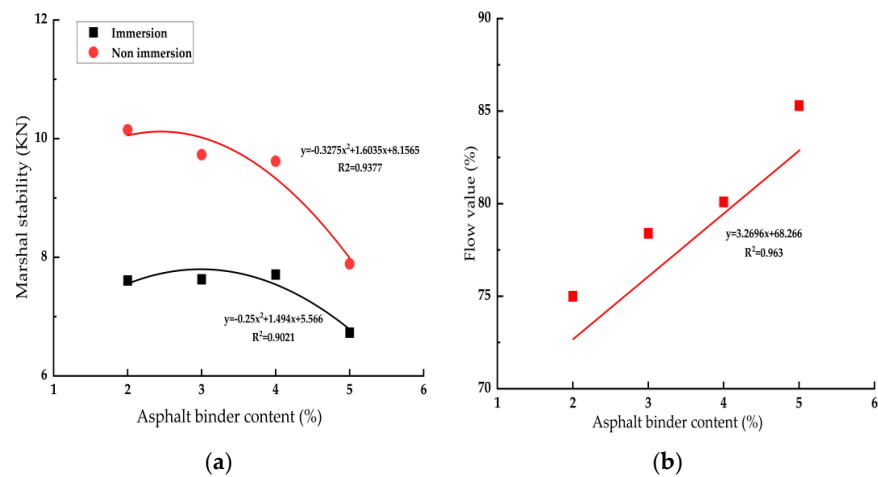 12
10
8
6
Marshal stability (KN)
Immersion
Non immersion
y=-0.3275x²+1.6035x+8.1565
R2=0.9377
y=-0.25x²+1.494x+5.566
R²=0.9021
1 2 3 4 5 6
Asphalt binder content (%)
(a)
90
85
80
75
70
Flow value (%)
y=3.2696x+68.266
R²=0.963
1 2 3 4 5 6
Asphalt binder content (%)
(b)